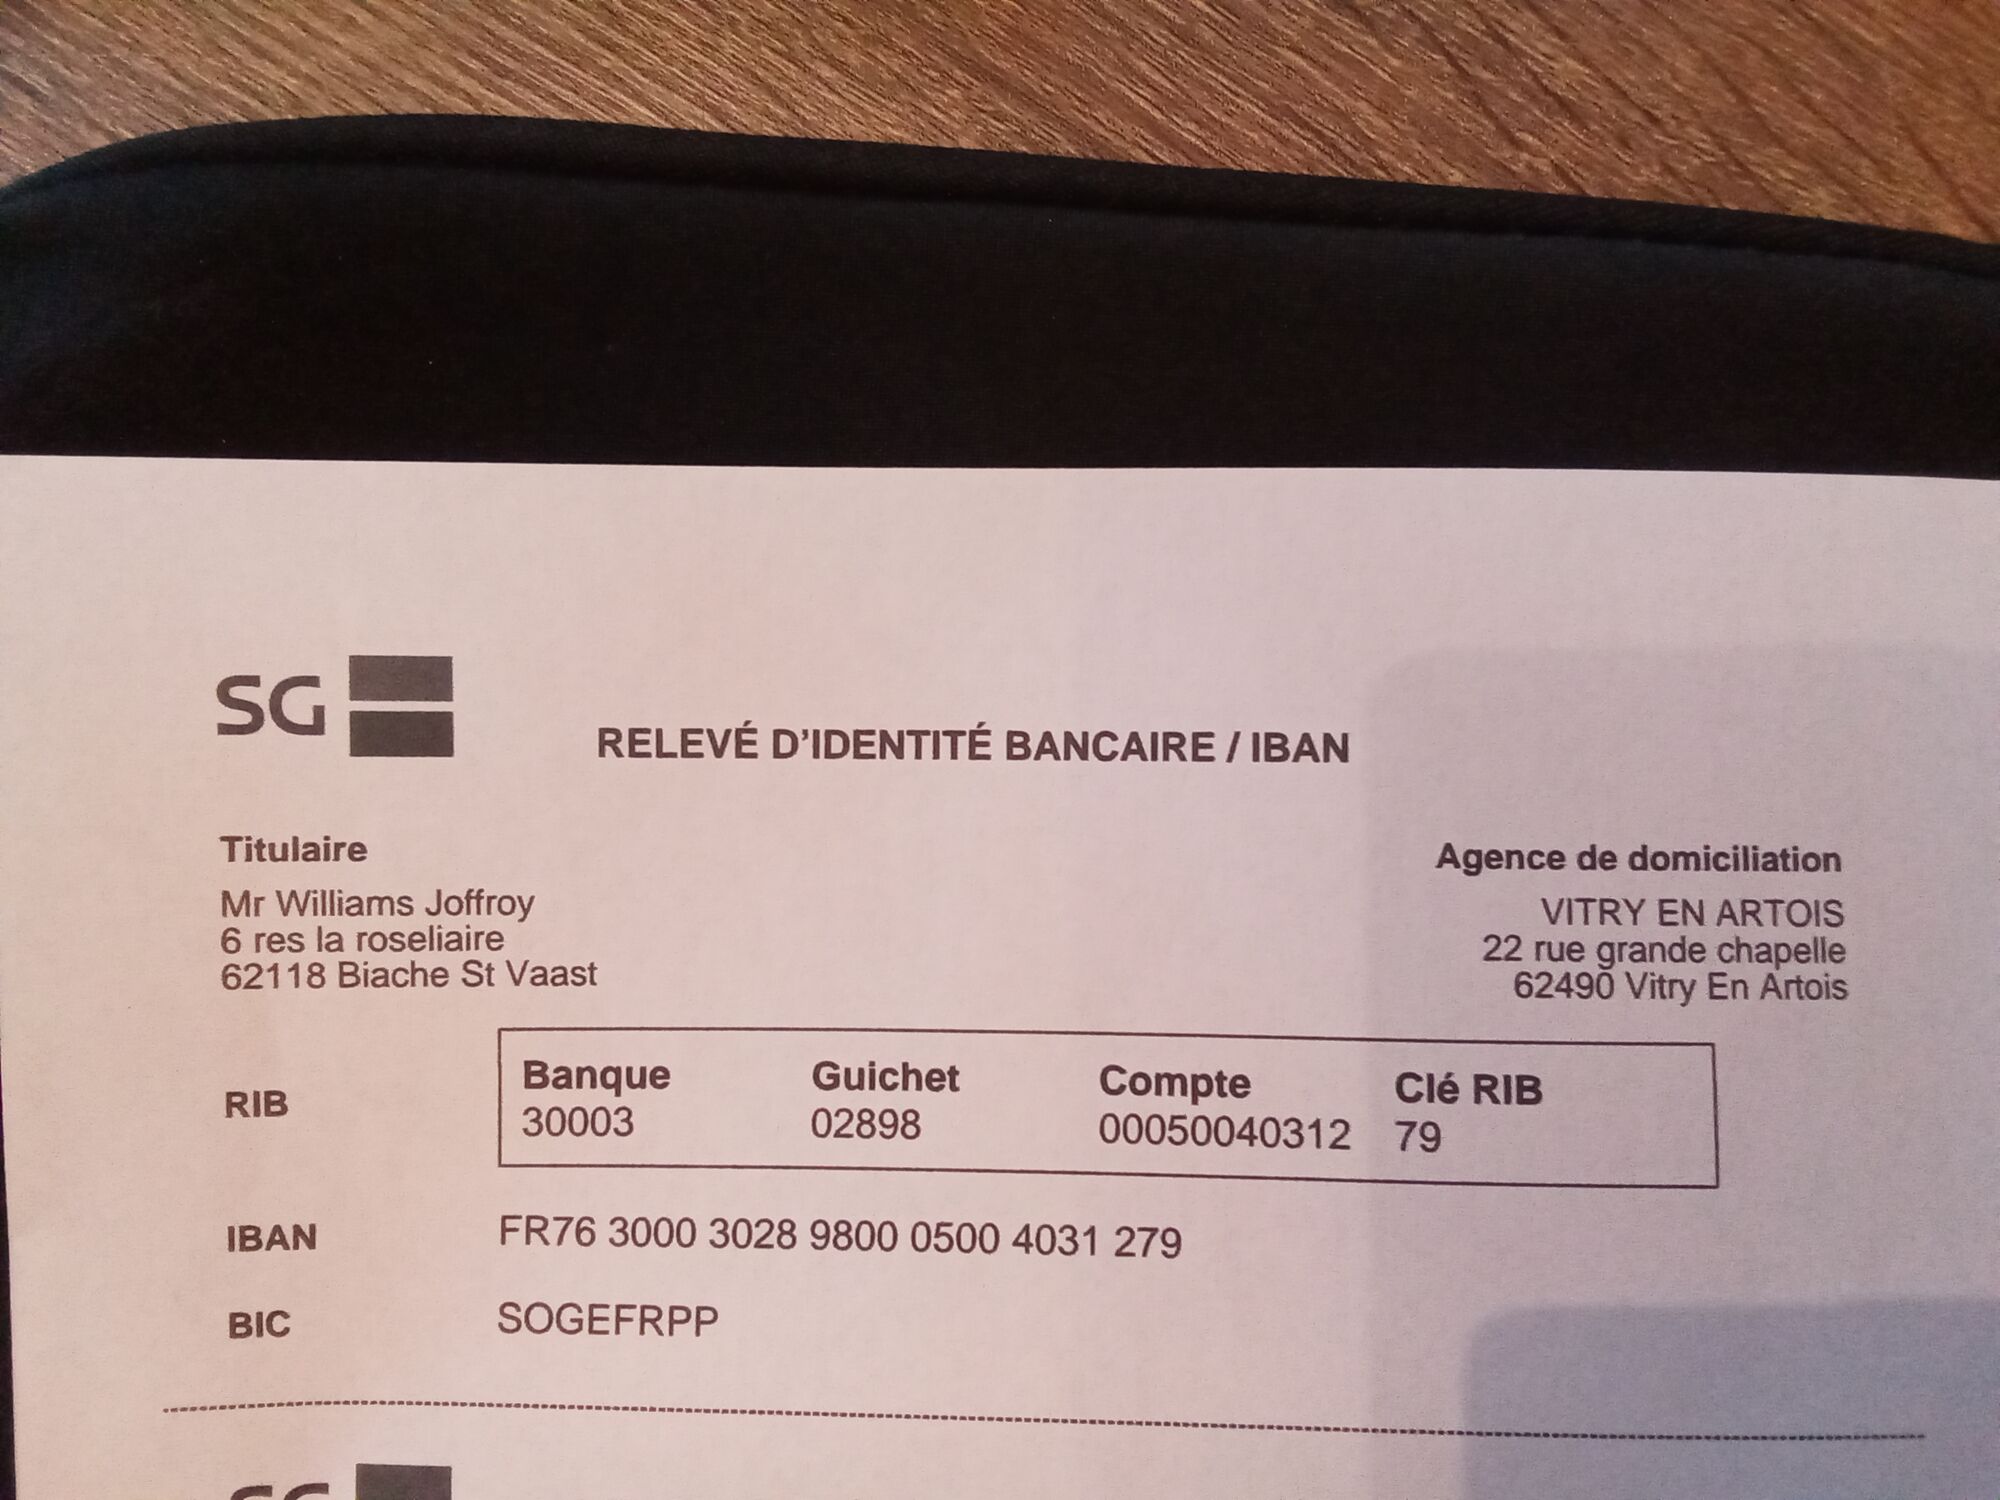 SG
RELEVÉ D'IDENTITÉ BANCAIRE / IBAN
Titulaire
Mr Williams Joffroy
6 res la roseliaire
62118 Biache St Vaast
Agence de domiciliation
VITRY EN ARTOIS
22 rue grande chapelle
62490 Vitry En Artois
RIB
Banque Guichet Compte Clé RIB
30003 02898 00050040312 79
IBAN FR76 3000 3028 9800 0500 4031 279
BIC SOGEFRPP
SG